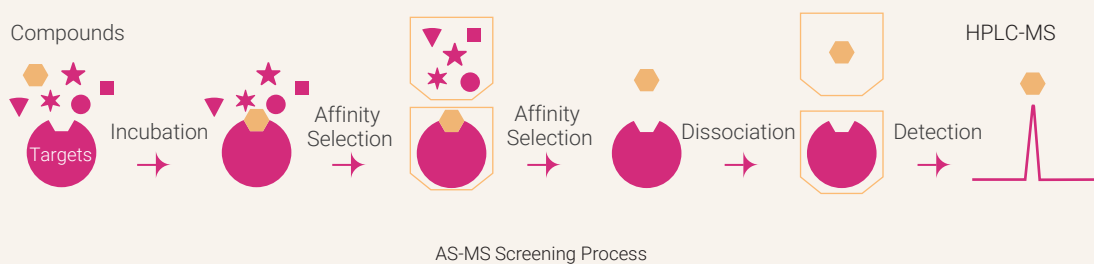 Compounds
HPLC-MS
Targets
Incubation
Affinity
Selection
Affinity
Selection
Dissociation
Detection
AS-MS Screening Process